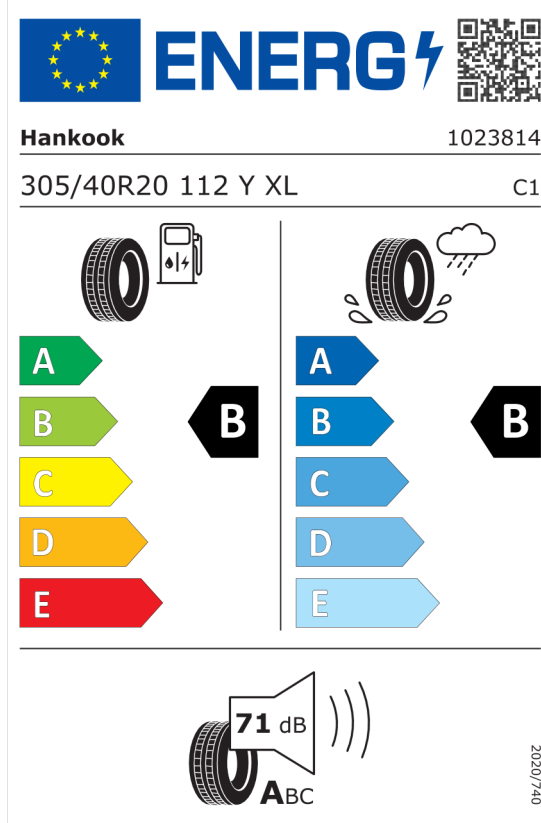 ENERG
Hankook 1023814
305/40R20 112 Y XL C1
A
B
C
D
E
B
A
B
C
D
E
B
71 dB
ABC
2020/740